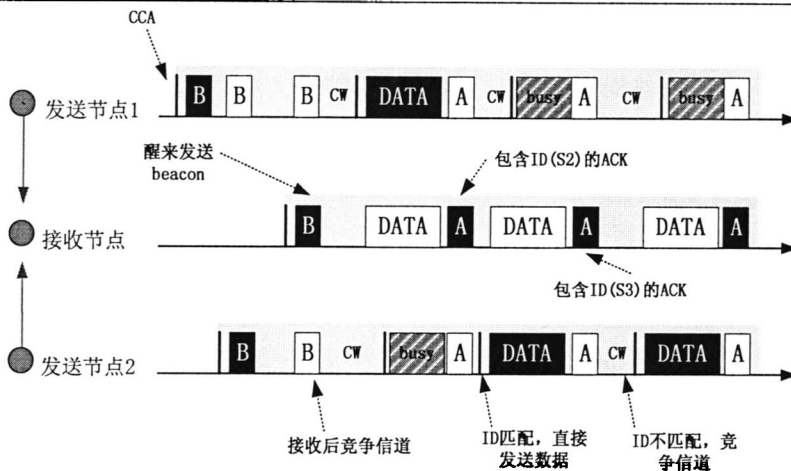 CCA
发送节点1
B B B CW DATA A CW busy A CW busy A
醒来发送
beacon
包含ID(S2)的ACK
接收节点
B DATA A DATA A DATA A
包含ID(S3)的ACK
发送节点2
B B CW busy A DATA A CW DATA A
接收后竞争信道
ID匹配，直接
发送数据
ID不匹配，竞
争信道